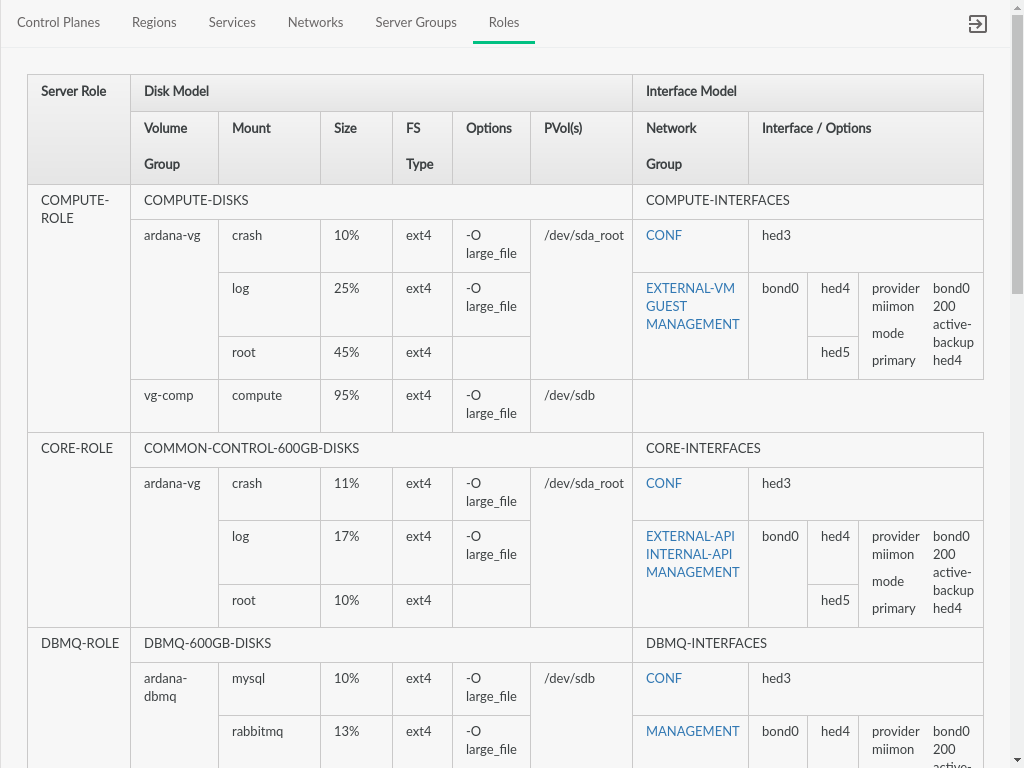 Control Planes Regions Services Networks Server Groups Roles
Server Role Disk Model Interface Model
Volume Group Mount Size FS Type Options PVol(s) Network Group Interface / Options
COMPUTE-ROLE COMPUTE-DISKS COMPUTE-INTERFACES
ardana-vg crash 10% ext4 -O large_file /dev/sda_root CONF hed3
log 25% ext4 -O large_file EXTERNAL-VM GUEST MANAGEMENT bond0 hed4 provider bond0
miimon 200
mode active-backup
primary hed4
root 45% ext4 hed5
vg-comp compute 95% ext4 -O large_file /dev/sdb
CORE-ROLE COMMON-CONTROL-600GB-DISKS CORE-INTERFACES
ardana-vg crash 11% ext4 -O large_file /dev/sda_root CONF hed3
log 17% ext4 -O large_file EXTERNAL-API INTERNAL-API MANAGEMENT bond0 hed4 provider bond0
miimon 200
mode active-backup
primary hed4
root 10% ext4 hed5
DBMQ-ROLE DBMQ-600GB-DISKS DBMQ-INTERFACES
ardana-dbmq mysql 10% ext4 -O large_file /dev/sdb CONF hed3
rabbitmq 13% ext4 -O large_file MANAGEMENT bond0 hed4 provider bond0
miimon 200
active-